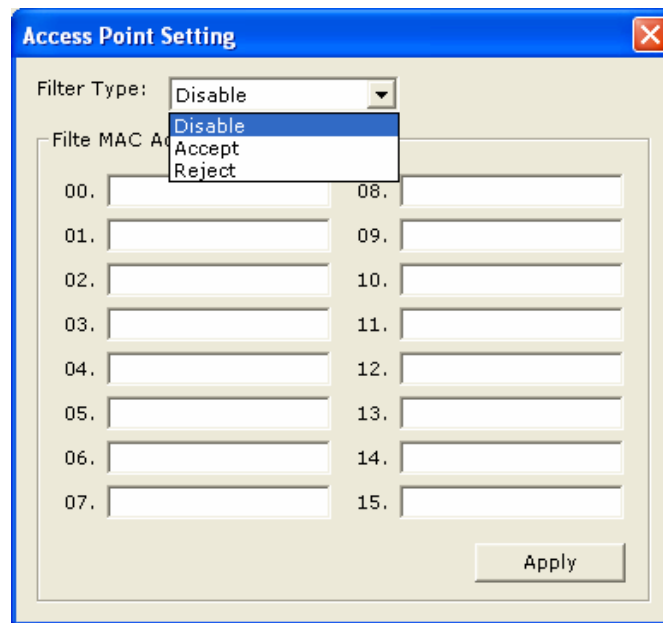 Access Point Setting
Filter Type: Disable
Disable
Accept
Reject
Filte MAC
00. 08.
01. 09.
02. 10.
03. 11.
04. 12.
05. 13.
06. 14.
07. 15.
Apply